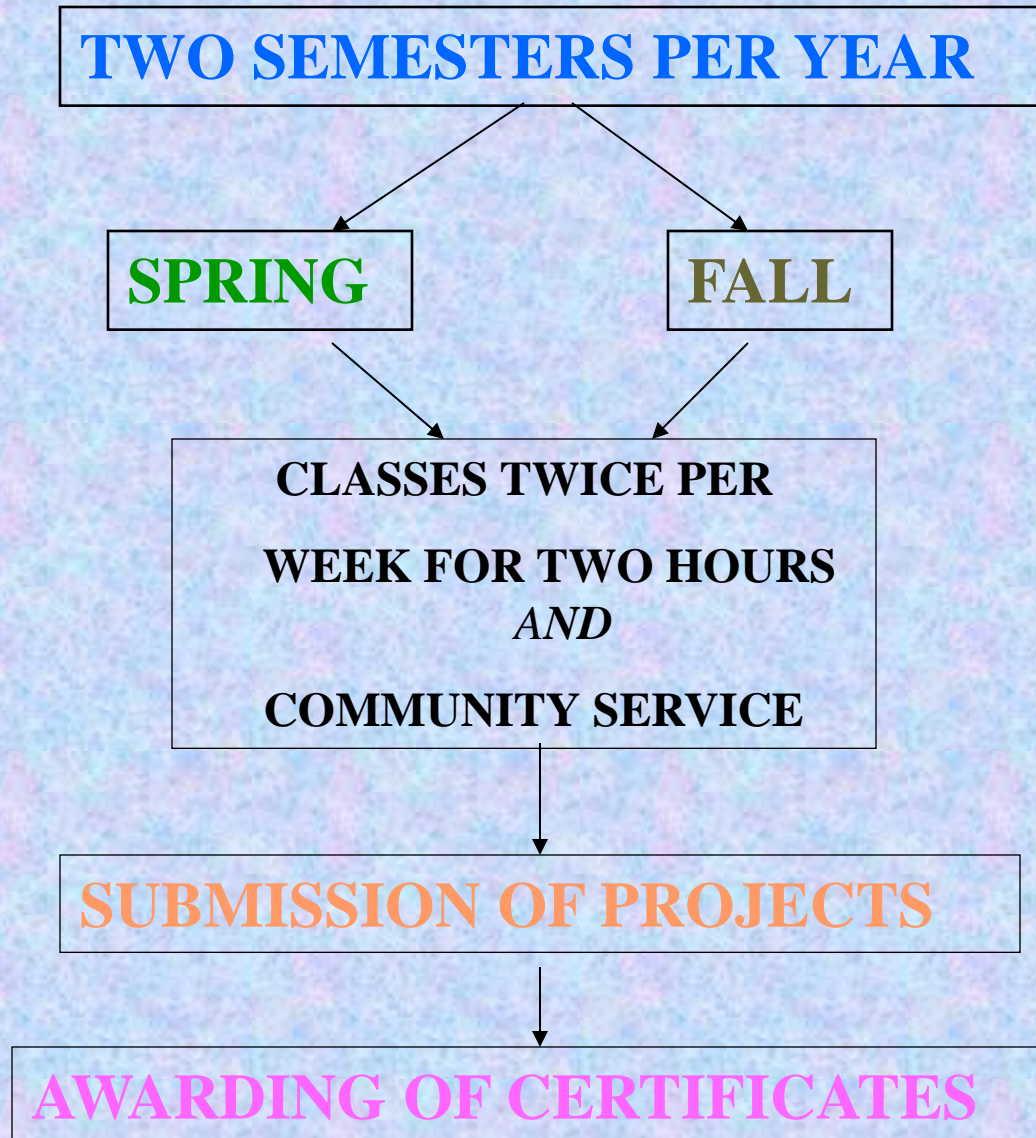 TWO SEMESTERS PER YEAR
SPRING
FALL
CLASSES TWICE PER
WEEK FOR TWO HOURS
AND
COMMUNITY SERVICE
SUBMISSION OF PROJECTS
AWARDING OF CERTIFICATES